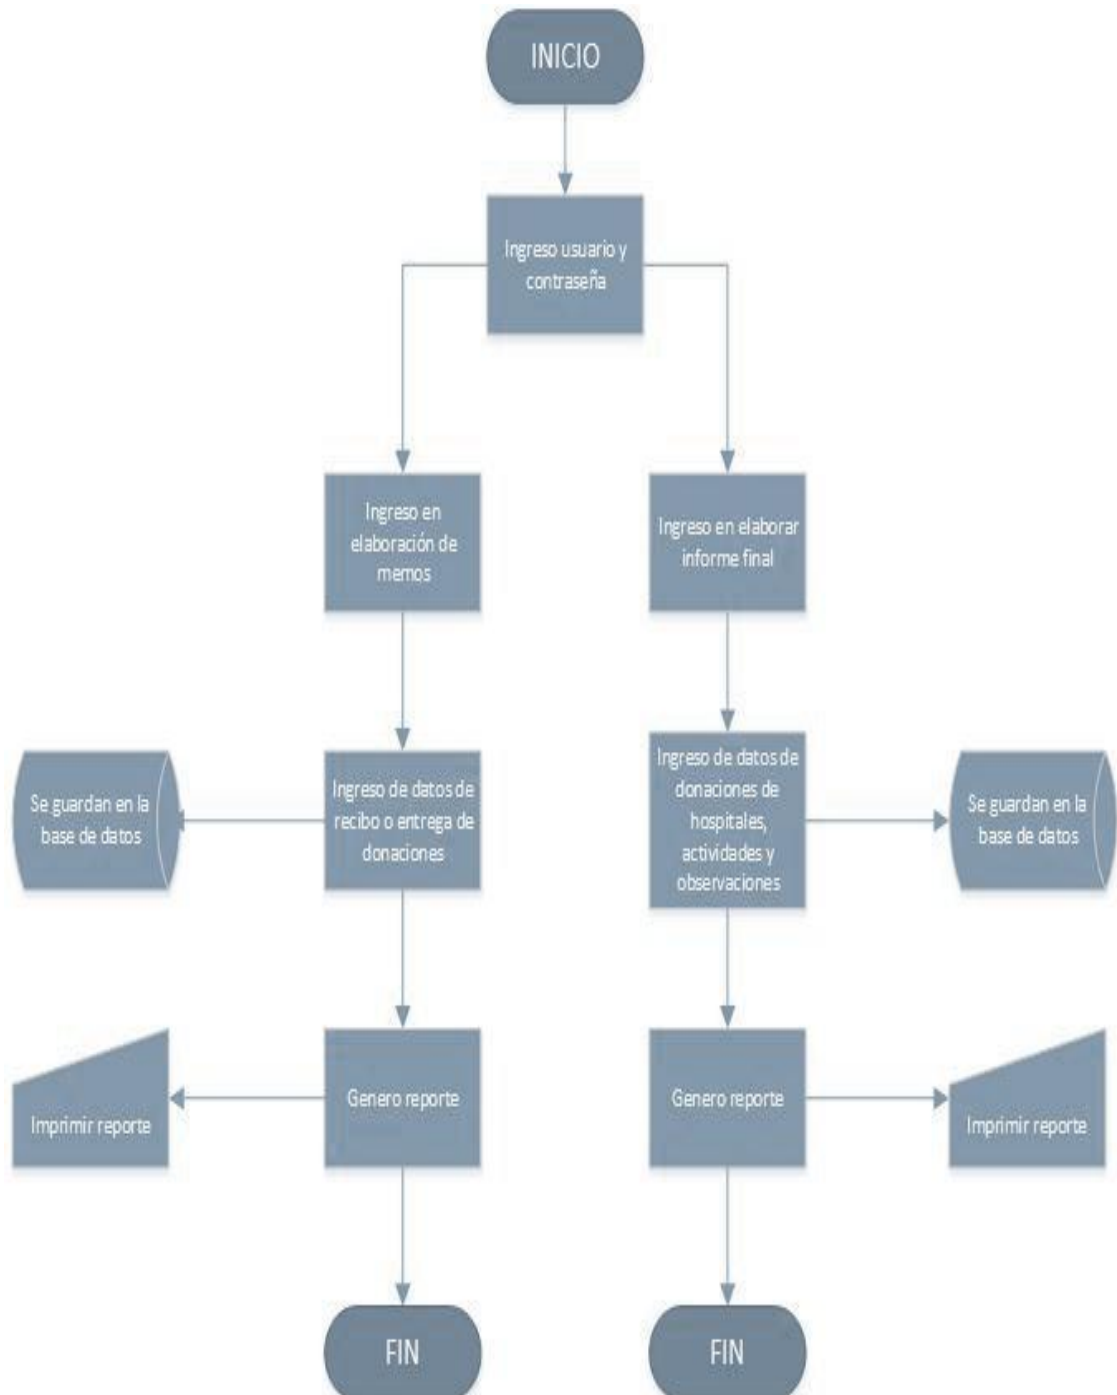 INICIO
Ingreso usuario y
contraseña
Ingreso en
elaboración de
memos
Ingreso en elaborar
informe final
Se guardan en la
base de datos
Ingreso de datos de
recibo o entrega de
donaciones
Ingreso de datos de
donaciones de
hospitales,
actividades y
observaciones
Se guardan en la
base de datos
Imprimir reporte
Genero reporte
Genero reporte
Imprimir reporte
FIN
FIN